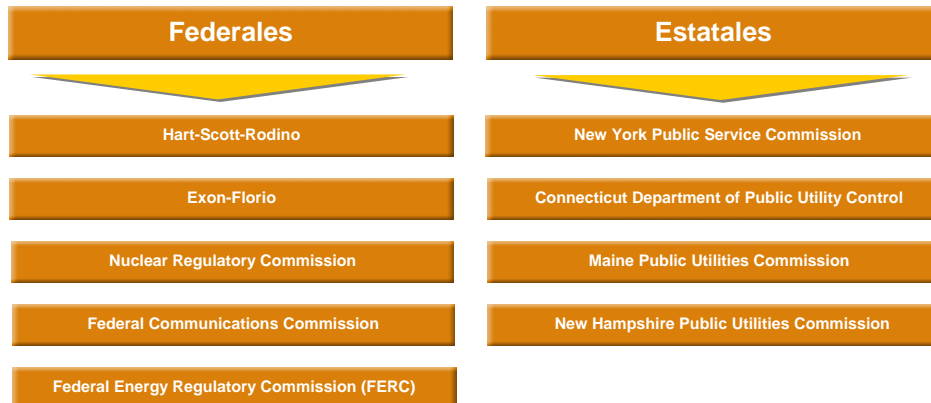 Federales
Hart-Scott-Rodino
Exon-Florio
Nuclear Regulatory Commission
Federal Communications Commission
Federal Energy Regulatory Commission (FERC)
Estatales
New York Public Service Commission
Connecticut Department of Public Utility Control
Maine Public Utilities Commission
New Hampshire Public Utilities Commission